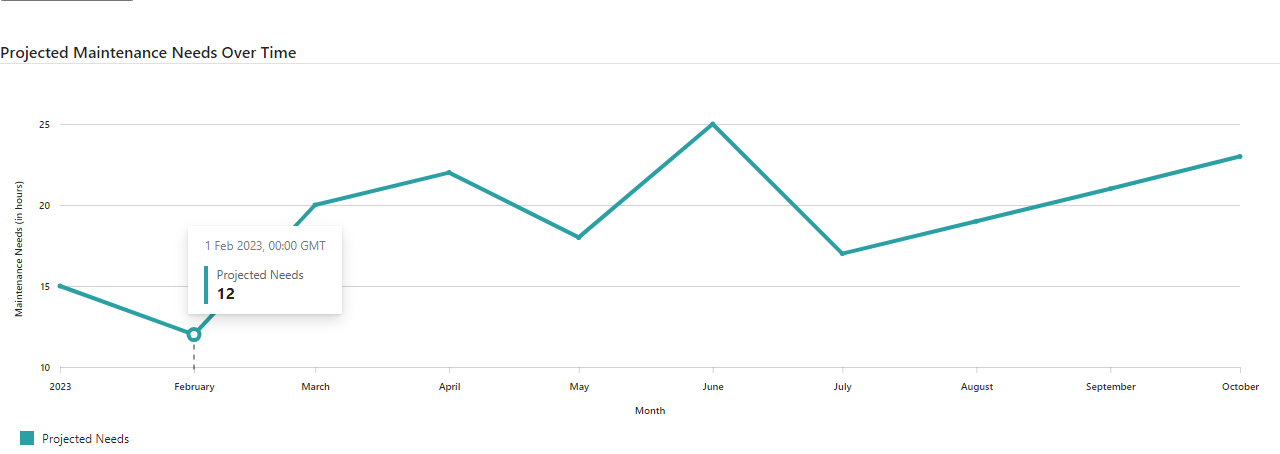 Projected Maintenance Needs Over Time
25
20
15
10
Maintenance Needs (in hours)
1 Feb 2023, 00:00 GMT
Projected Needs
12
2023 February March April May June July August September October
Month
Projected Needs